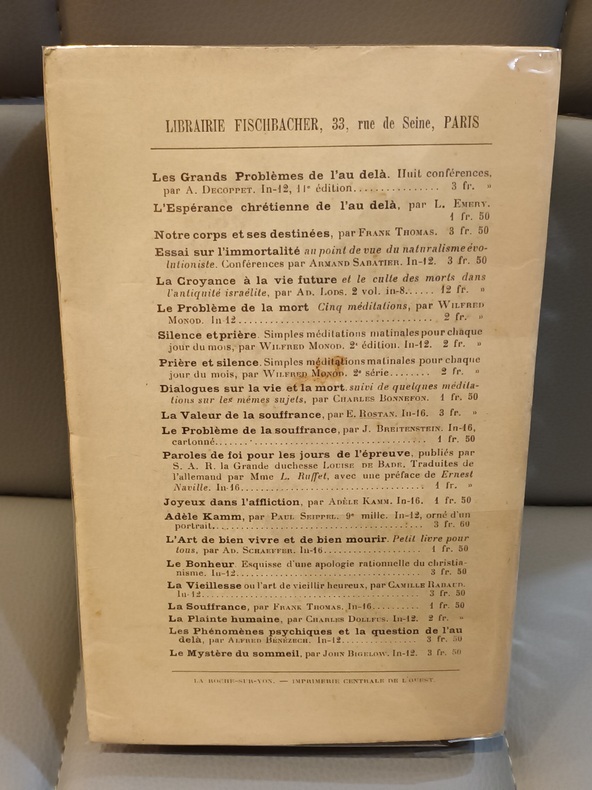 LIBRAIRIE FISCHBACHER, 33, rue de Seine, PARIS
Les Grands Problèmes de l'au delà. Huit conférences,
par A. DECOPPET. In-12, 11e édition................ 3 fr. »
L'Espérance chrétienne de l'au delà, par L. EMERY.
1 fr. 50
Notre corps et ses destinées, par FRANK THOMAS. 3 fr. 50
Essai sur l'immortalité au point de vue du naturalisme évo-
lutioniste. Conférences par ARMAND SABATIER. In-12. 3 fr. 50
La Croyance à la vie future et le culte des morts dans
l'antiquité israélite, par AD. LODS. 2 vol. in-8...... 12 fr. »
Le Problème de la mort Cinq méditations, par WILFRED
MONOD. In-12........................................ 2 fr. »
Silence et prière. Simples méditations matinales pour chaque
jour du mois, par WILFRED MONOD. 2e édition. In-12. 2 fr. »
Prière et silence. Simples méditations matinales pour chaque
jour du mois, par WILFRED MONOD. 2e série........ 2 fr. »
Dialogues sur la vie et la mort. suivi de quelques médita-
tions sur les mêmes sujets, par CHARLES BONNEFON. 1 fr. 50
La Valeur de la souffrance, par E. ROSTAN. In-16. 3 fr. »
Le Problème de la souffrance, par J. BREITENSTEIN. In-16,
cartonné............................................ 1 fr. 50
Paroles de foi pour les jours de l'épreuve, publiés par
S. A. R. la Grande duchesse LOUISE DE BADE. Traduites de
l'allemand par Mme L. Ruffet, avec une préface de Ernest
Naville. In-16...................................... 1 fr. »
Joyeux dans l'affliction, par ADÈLE KAMM. In-16. 1 fr. 50
Adèle Kamm, par PAUL SEIPPEL. 9e mille. In-12, orné d'un
portrait............................................ 3 fr. 60
L'Art de bien vivre et de bien mourir. Petit livre pour
tous, par AD. SCHAEFFER. In-16...................... 1 fr. 50
Le Bonheur Esquisse d'une apologie rationnelle du christia-
nisme. In-12........................................ 3 fr. 50
La Vieillesse ou l'art de vieillir heureux, par CAMILLE RABAUD.
In-12............................................... 3 fr. 50
La Souffrance, par FRANK THOMAS. In-16.......... 1 fr. 50
La Plainte humaine, par CHARLES DOLLFUS. In-12. 2 fr. »
Les Phénomènes psychiques et la question de l'au
delà, par ALFRED BÉNÉZECH. In-12................ 3 fr. 50
Le Mystère du sommeil, par JOHN BIGELOW. In-12. 3 fr. 50
LA ROCHE-SUR-YON. — IMPRIMERIE CENTRALE DE L'OUEST.